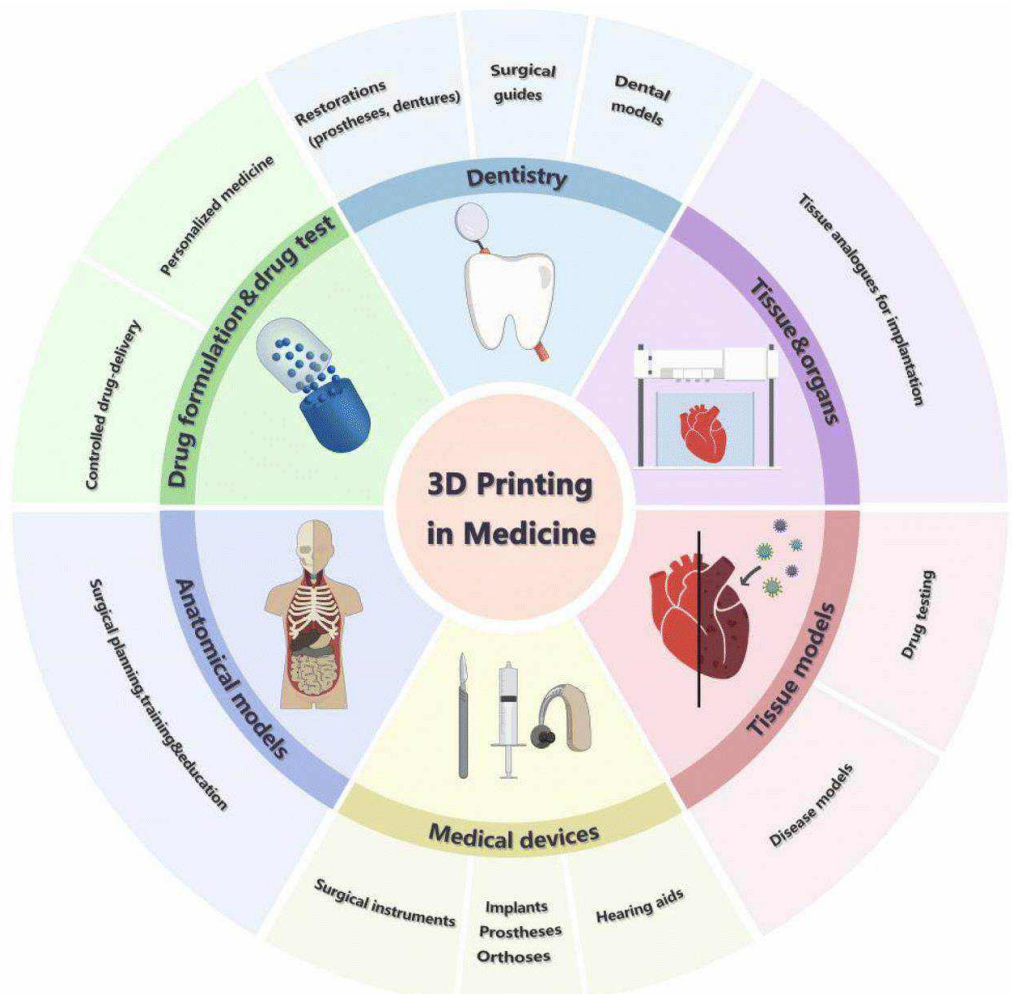 3D Printing
in Medicine
Dentistry
Restorations
(prostheses, dentures)
Surgical
guides
Dental
models
Tissue&organs
Tissue analogues for implantation
Tissue models
Drug testing
Disease models
Medical devices
Hearing aids
Implants
Prostheses
Orthoses
Surgical instruments
Anatomical models
Surgical planning,training&education
Drug formulation&drug test
Controlled drug-delivery
Personalized medicine